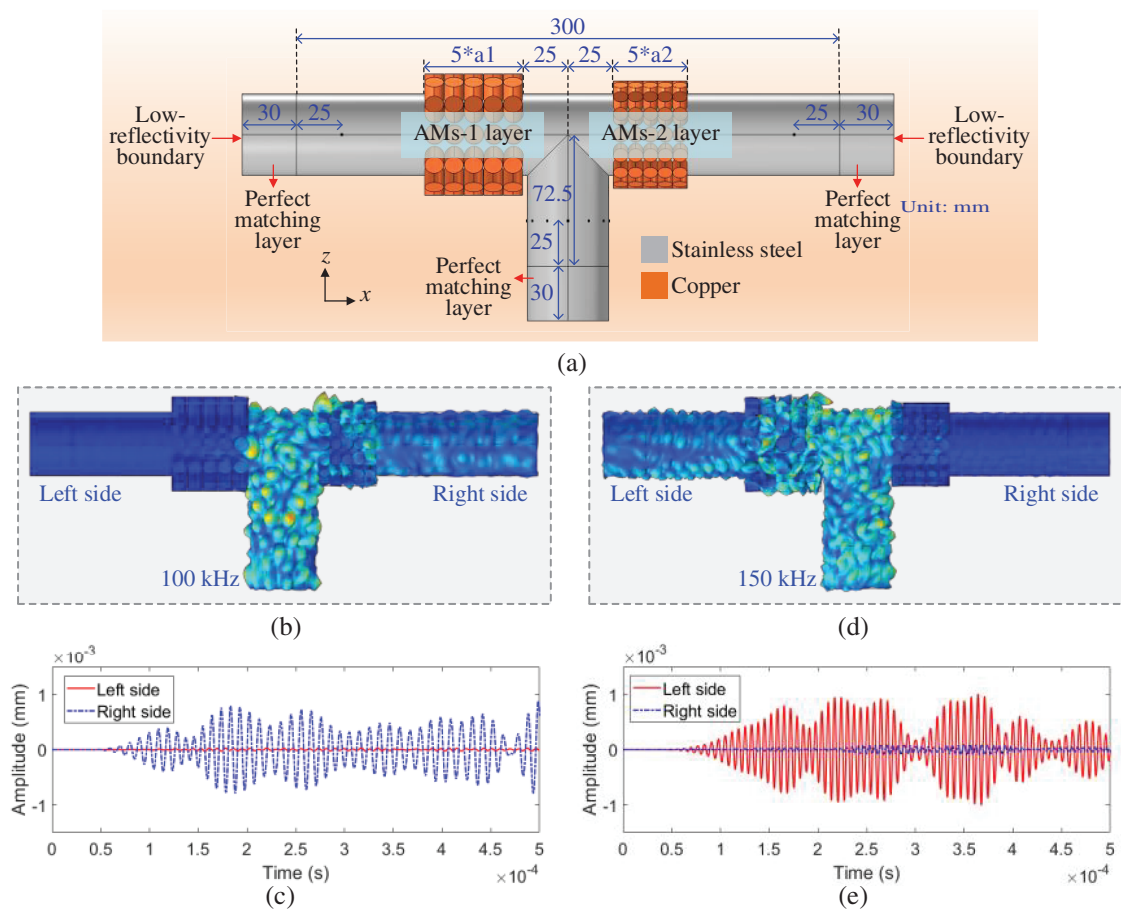 300
5*a1
25
25
5*a2
Low-
reflectivity
boundary
30
25
AMs-1 layer
AMs-2 layer
25
30
Low-
reflectivity
boundary
Perfect
matching
layer
72.5
Perfect
matching
layer
Unit: mm
25
Stainless steel
Copper
z
x
Perfect
matching
layer
30
(a)
Left side
Right side
100 kHz
Left side
Right side
150 kHz
(b)
(d)
×10⁻³
Left side
Right side
Amplitude (mm)
1
0
-1
0
0.5
1
1.5
2
2.5
3
3.5
4
4.5
5
Time (s)
×10⁻⁴
(c)
×10⁻³
Left side
Right side
Amplitude (mm)
1
0
-1
0
0.5
1
1.5
2
2.5
3
3.5
4
4.5
5
Time (s)
×10⁻⁴
(e)